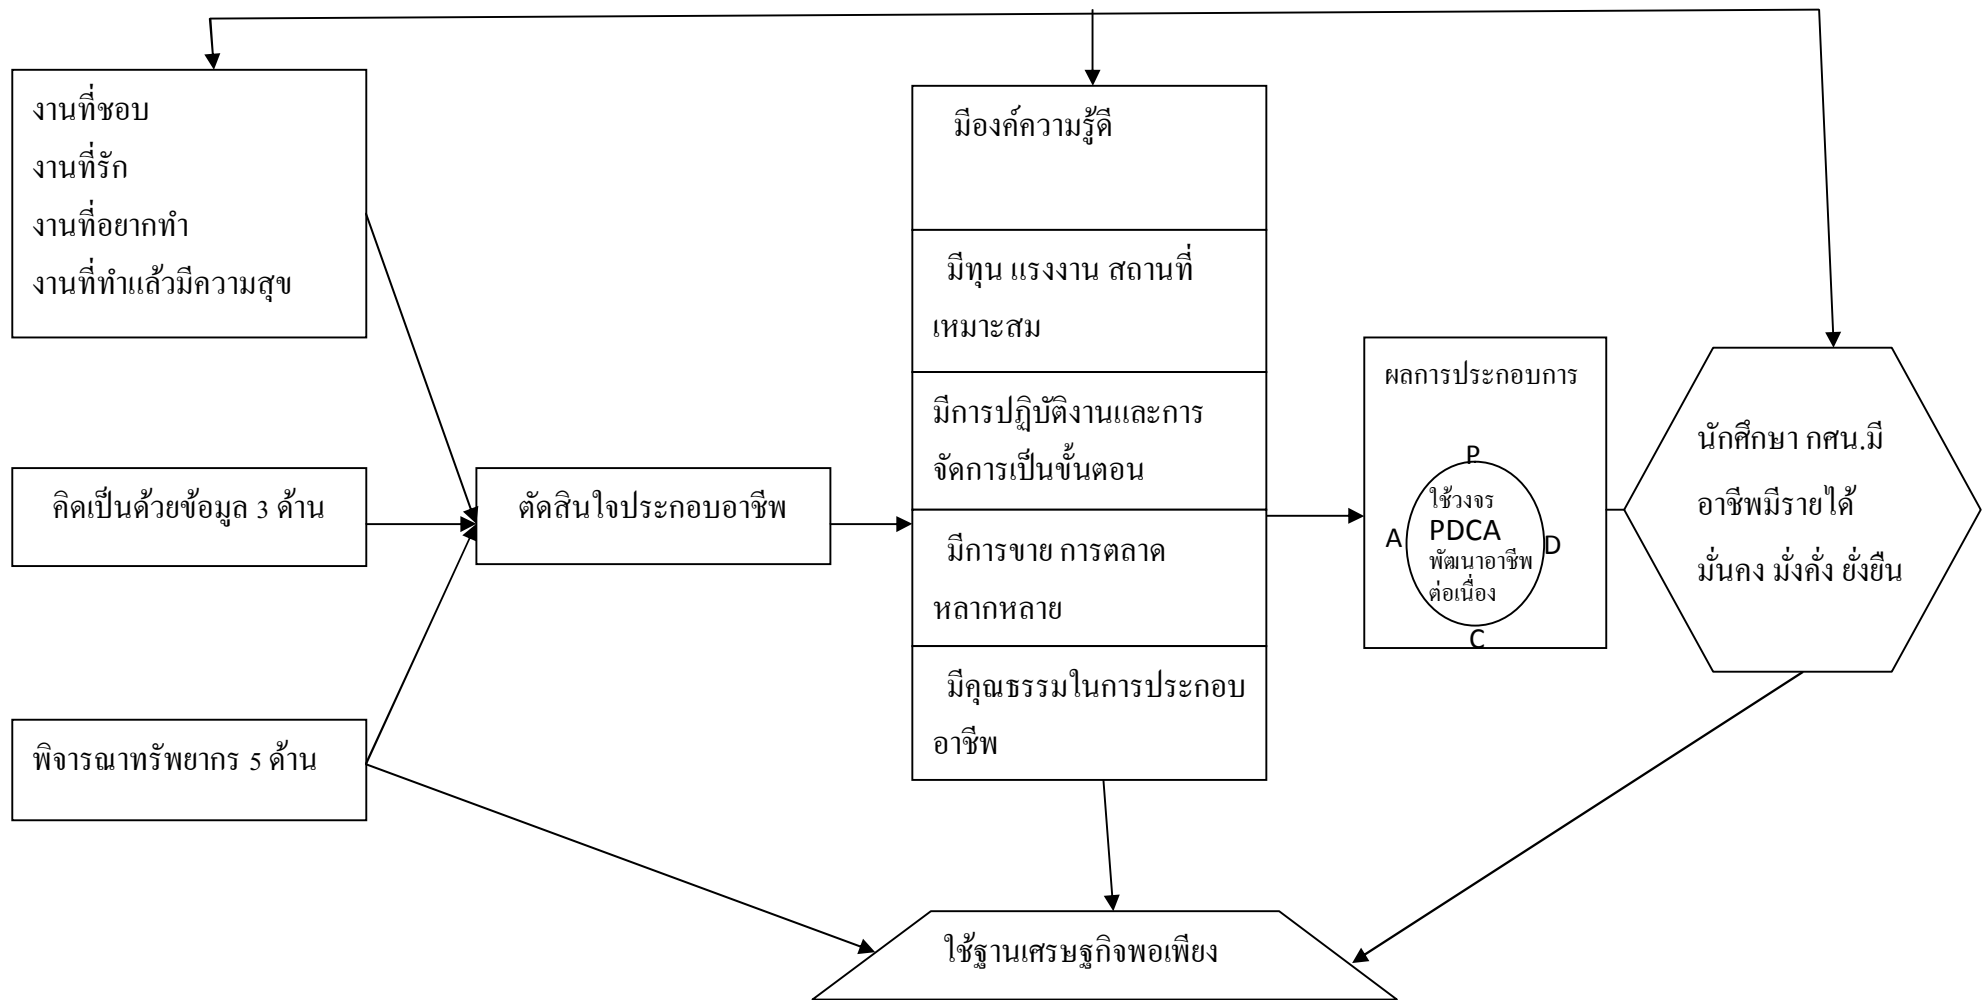 งานที่ชอบ
งานที่รัก
งานที่อยากทำ
งานที่ทำแล้วมีความสุข
คิดเป็นด้วยข้อมูล 3 ด้าน
พิจารณาทรัพยากร 5 ด้าน
ตัดสินใจประกอบอาชีพ
มีองค์ความรู้ดี
มีทุน แรงงาน สถานที่
เหมาะสม
มีการปฏิบัติงานและการ
จัดการเป็นขั้นตอน
มีการขาย การตลาด
หลากหลาย
มีคุณธรรมในการประกอบ
อาชีพ
ผลการประกอบการ
P
A
ใช้วงจร
PDCA
พัฒนาอาชีพ
ต่อเนื่อง
D
C
นักศึกษา กศน.มี
อาชีพมีรายได้
มั่นคง มั่งคั่ง ยั่งยืน
ใช้ฐานเศรษฐกิจพอเพียง